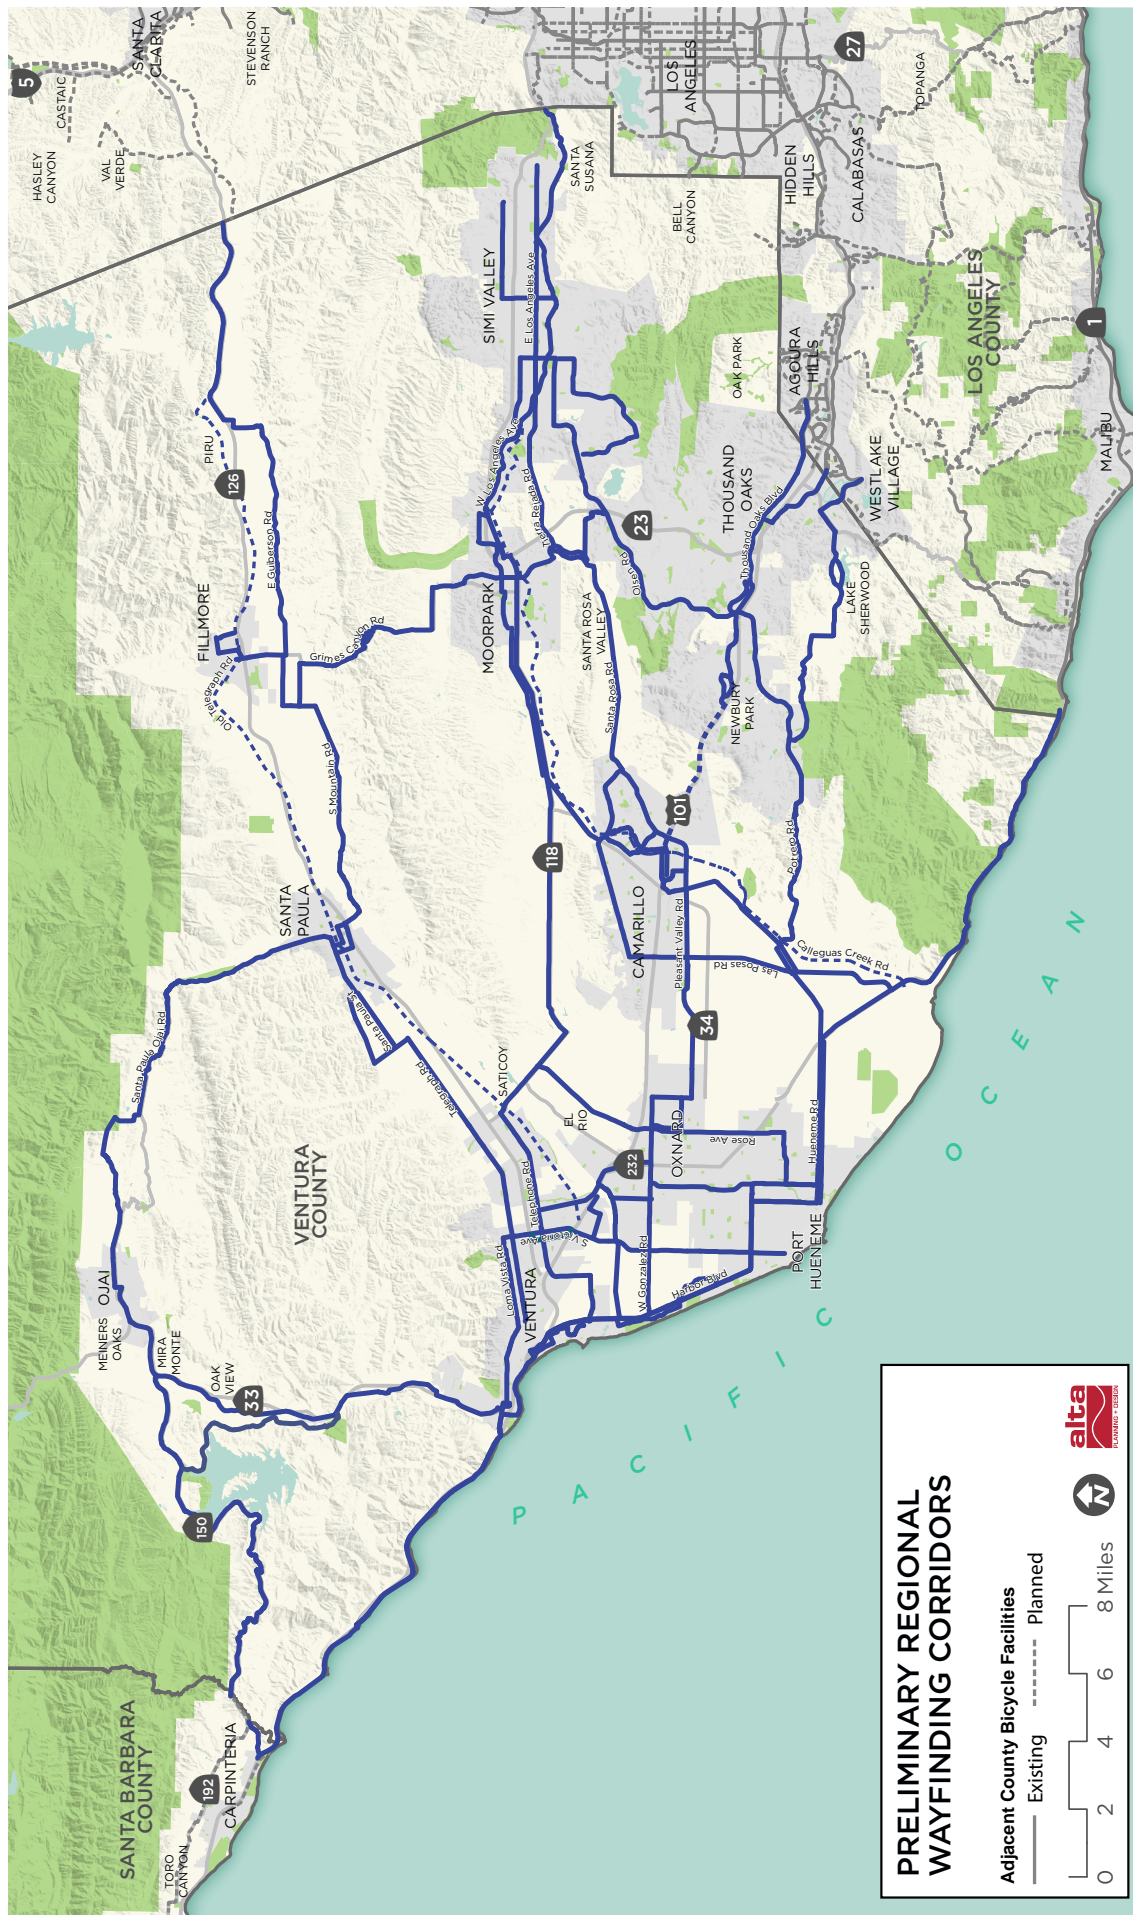 SANTA BARBARA
COUNTY
TORO
CANYON
192
CARPINTERIA
150
MEINERS
OAKS
OJAI
MIRA
MONTE
OAK
VIEW
33
Santa Paula Ojai Rd
VENTURA
COUNTY
SANTA
PAULA
Santa Paula St
Telegraph Rd
S Mountain Rd
Old Telegraph Rd
FILLMORE
Grimes Canyon Rd
E Guiberson Rd
126
PIRU
HASLEY
CANYON
VAL
VERDE
CASTAIC
5
SANTA
CLARITA
STEVENSON
RANCH
SATICOY
EL
RIO
Telephone Rd
S Victoria Ave
Loma Vista Rd
VENTURA
232
W Gonzalez Rd
Harbor Blvd
OXNARD
Rose Ave
PORT
HUENEME
Hueneme Rd
34
118
CAMARILLO
Pleasant Valley Rd
Las Posas Rd
Calleguas Creek Rd
101
Potrero Rd
MOORPARK
W Los Angeles Ave
Tierra Rejada Rd
SANTA ROSA
VALLEY
Santa Rosa Rd
Olsen Rd
23
NEWBURY
PARK
THOUSAND
OAKS
Thousand Oaks Blvd
LAKE
SHERWOOD
WESTLAKE
VILLAGE
SIMI VALLEY
E Los Angeles Ave
SANTA
SUSANA
BELL
CANYON
OAK PARK
AGOURA
HILLS
HIDDEN
HILLS
CALABASAS
LOS
ANGELES
27
TOPANGA
LOS ANGELES
COUNTY
MALIBU
1
PACIFIC OCEAN
PRELIMINARY REGIONAL
WAYFINDING CORRIDORS
Adjacent County Bicycle Facilities
Existing
Planned
0 2 4 6 8 Miles
N
alta
PLANNING + DESIGN